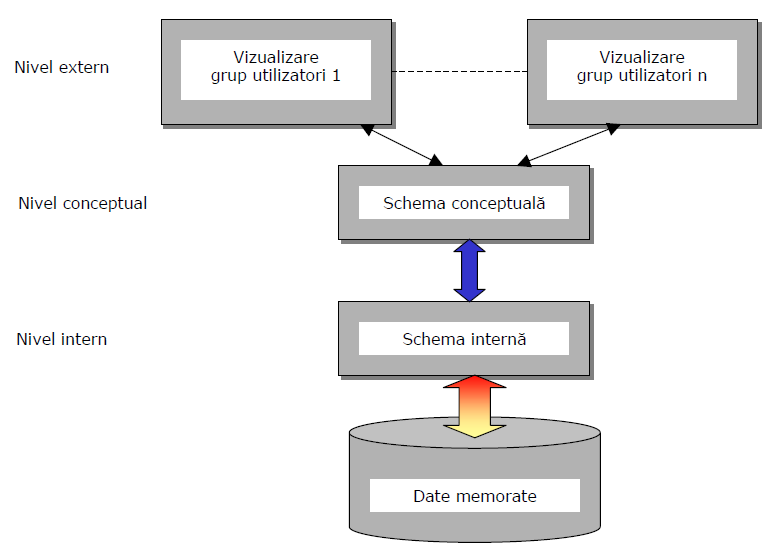 Nivel extern
Vizualizare
grup utilizatori 1
Vizualizare
grup utilizatori n
Nivel conceptual
Schema conceptuală
Nivel intern
Schema internă
Date memorate